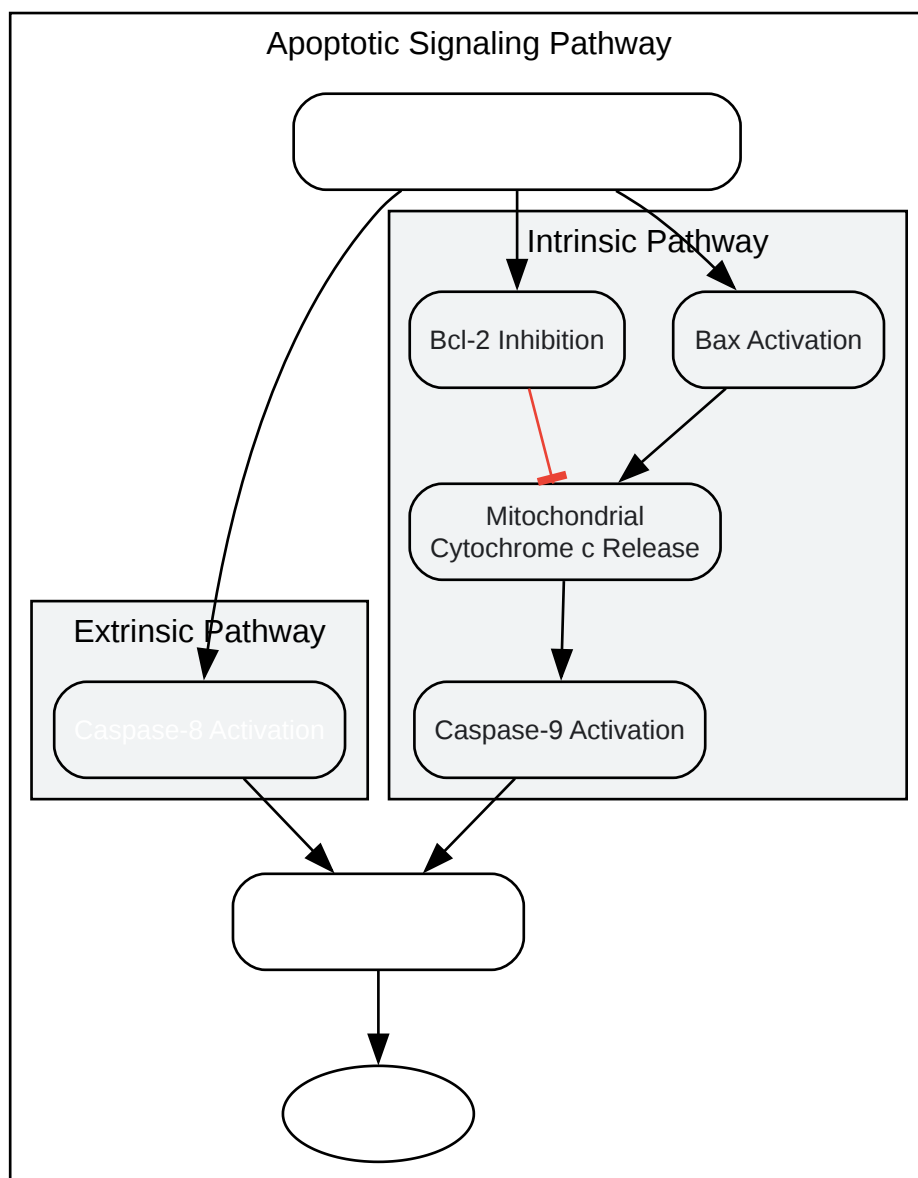 Apoptotic Signaling Pathway
Intrinsic Pathway
Bcl-2 Inhibition
Bax Activation
Mitochondrial
Cytochrome c Release
Extrinsic Pathway
Caspase-8 Activation
Caspase-9 Activation